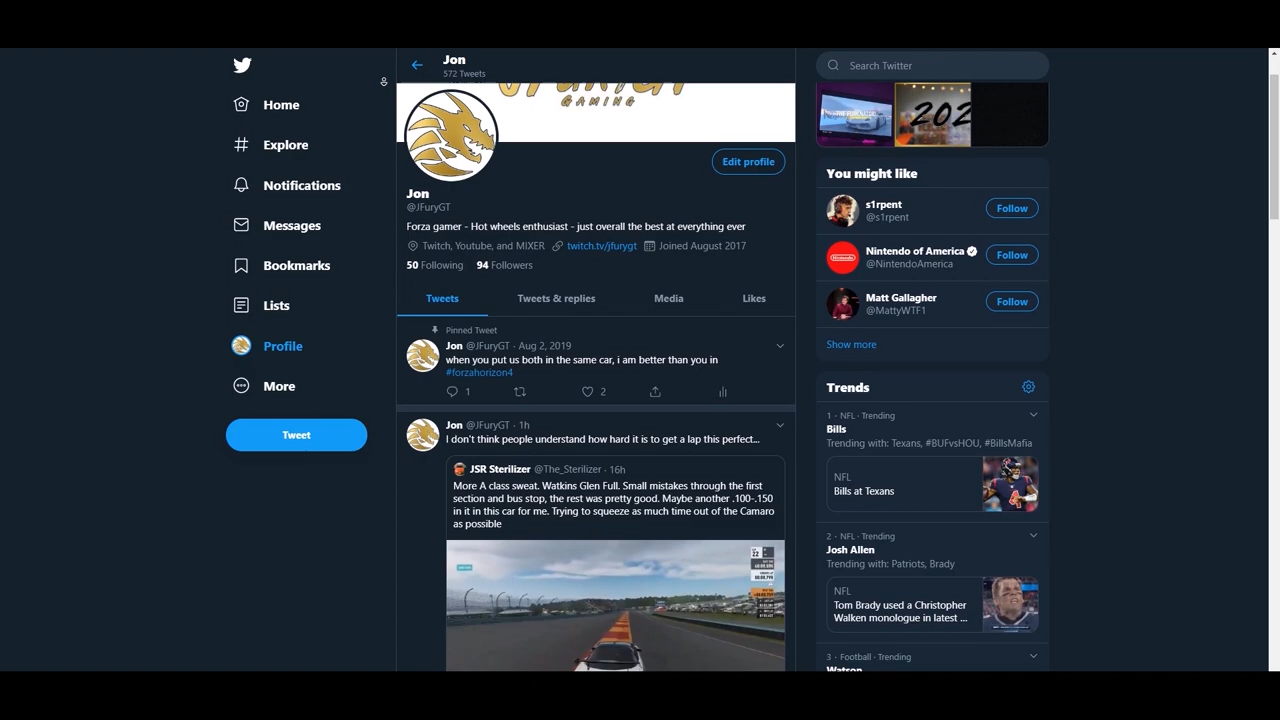 Home
Explore
Notifications
Messages
Bookmarks
Lists
Profile
More
Tweet
Jon
572 Tweets
GAMING
Edit profile
Jon
@JFuryGT
Forza gamer - Hot wheels enthusiast - just overall the best at everything ever
Twitch, Youtube, and MIXER twitch.tv/jfurygt Joined August 2017
50 Following 94 Followers
Tweets Tweets & replies Media Likes
Pinned Tweet
Jon @JFuryGT · Aug 2, 2019
when you put us both in the same car, i am better than you in
#forzahorizon4
1 2
Jon @JFuryGT · 1h
I don't think people understand how hard it is to get a lap this perfect...
JSR Sterilizer @The_Sterilizer · 16h
More A class sweat. Watkins Glen Full. Small mistakes through the first
section and bus stop, the rest was pretty good. Maybe another .100-.150
in it in this car for me. Trying to squeeze as much time out of the Camaro
as possible
22
Search Twitter
202
You might like
s1rpent
@s1rpent
Follow
Nintendo of America
@NintendoAmerica
Follow
Matt Gallagher
@MattyWTF1
Follow
Show more
Trends
1 · NFL · Trending
Bills
Trending with: Texans, #BUFvsHOU, #BillsMafia
NFL
Bills at Texans
2 · NFL · Trending
Josh Allen
Trending with: Patriots, Brady
NFL
Tom Brady used a Christopher
Walken monologue in latest ...
3 · Football · Trending
Watson